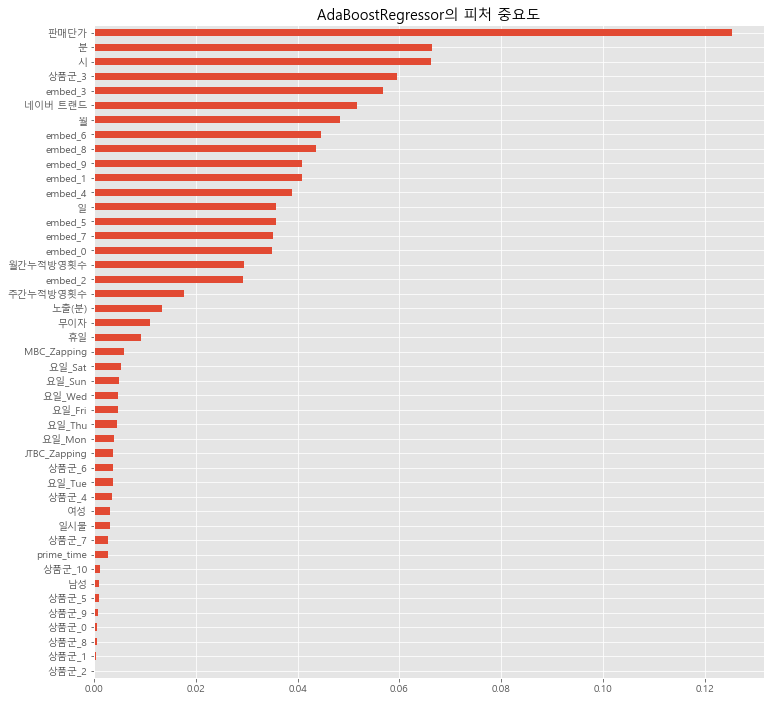 AdaBoostRegressor의 피처 중요도
판매단가
분
시
상품군_3
embed_3
네이버 트랜드
월
embed_6
embed_8
embed_9
embed_1
embed_4
일
embed_5
embed_7
embed_0
월간누적방영횟수
embed_2
주간누적방영횟수
노출(분)
무이자
휴일
MBC_Zapping
요일_Sat
요일_Sun
요일_Wed
요일_Fri
요일_Thu
요일_Mon
JTBC_Zapping
상품군_6
요일_Tue
상품군_4
여성
일시불
상품군_7
prime_time
상품군_10
남성
상품군_5
상품군_9
상품군_0
상품군_8
상품군_1
상품군_2
0.00 0.02 0.04 0.06 0.08 0.10 0.12